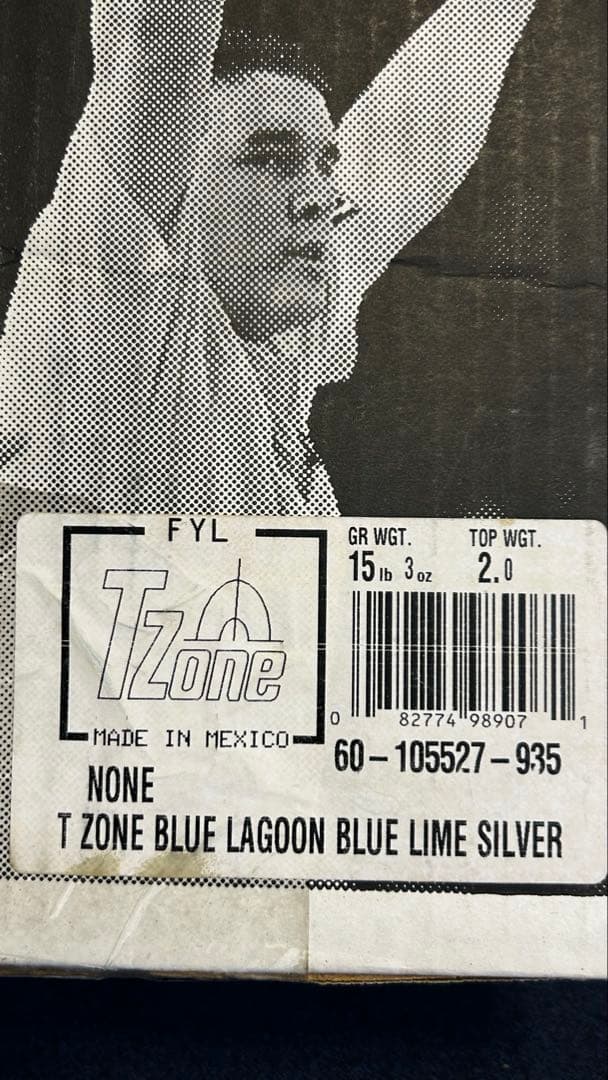 FYL
TZone
MADE IN MEXICO
GR WGT. TOP WGT.
15 lb 3 oz 2.0
0 82774 98907 1
60-105527-935
NONE
T ZONE BLUE LAGOON BLUE LIME SILVER